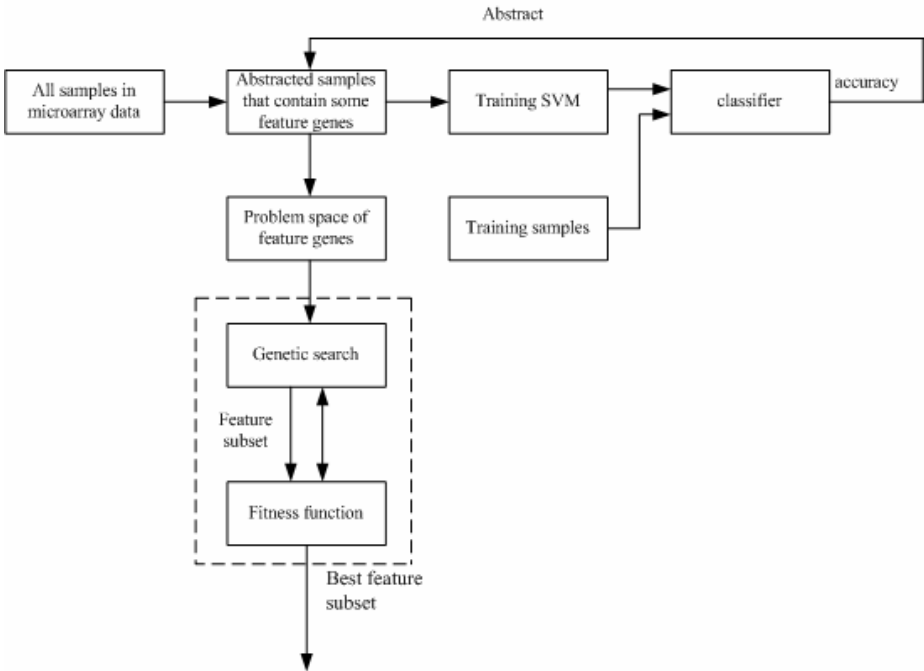 Abstract
All samples in
microarray data
Abstracted samples
that contain some
feature genes
Training SVM
classifier
accuracy
Problem space of
feature genes
Training samples
Genetic search
Feature
subset
Fitness function
Best feature
subset